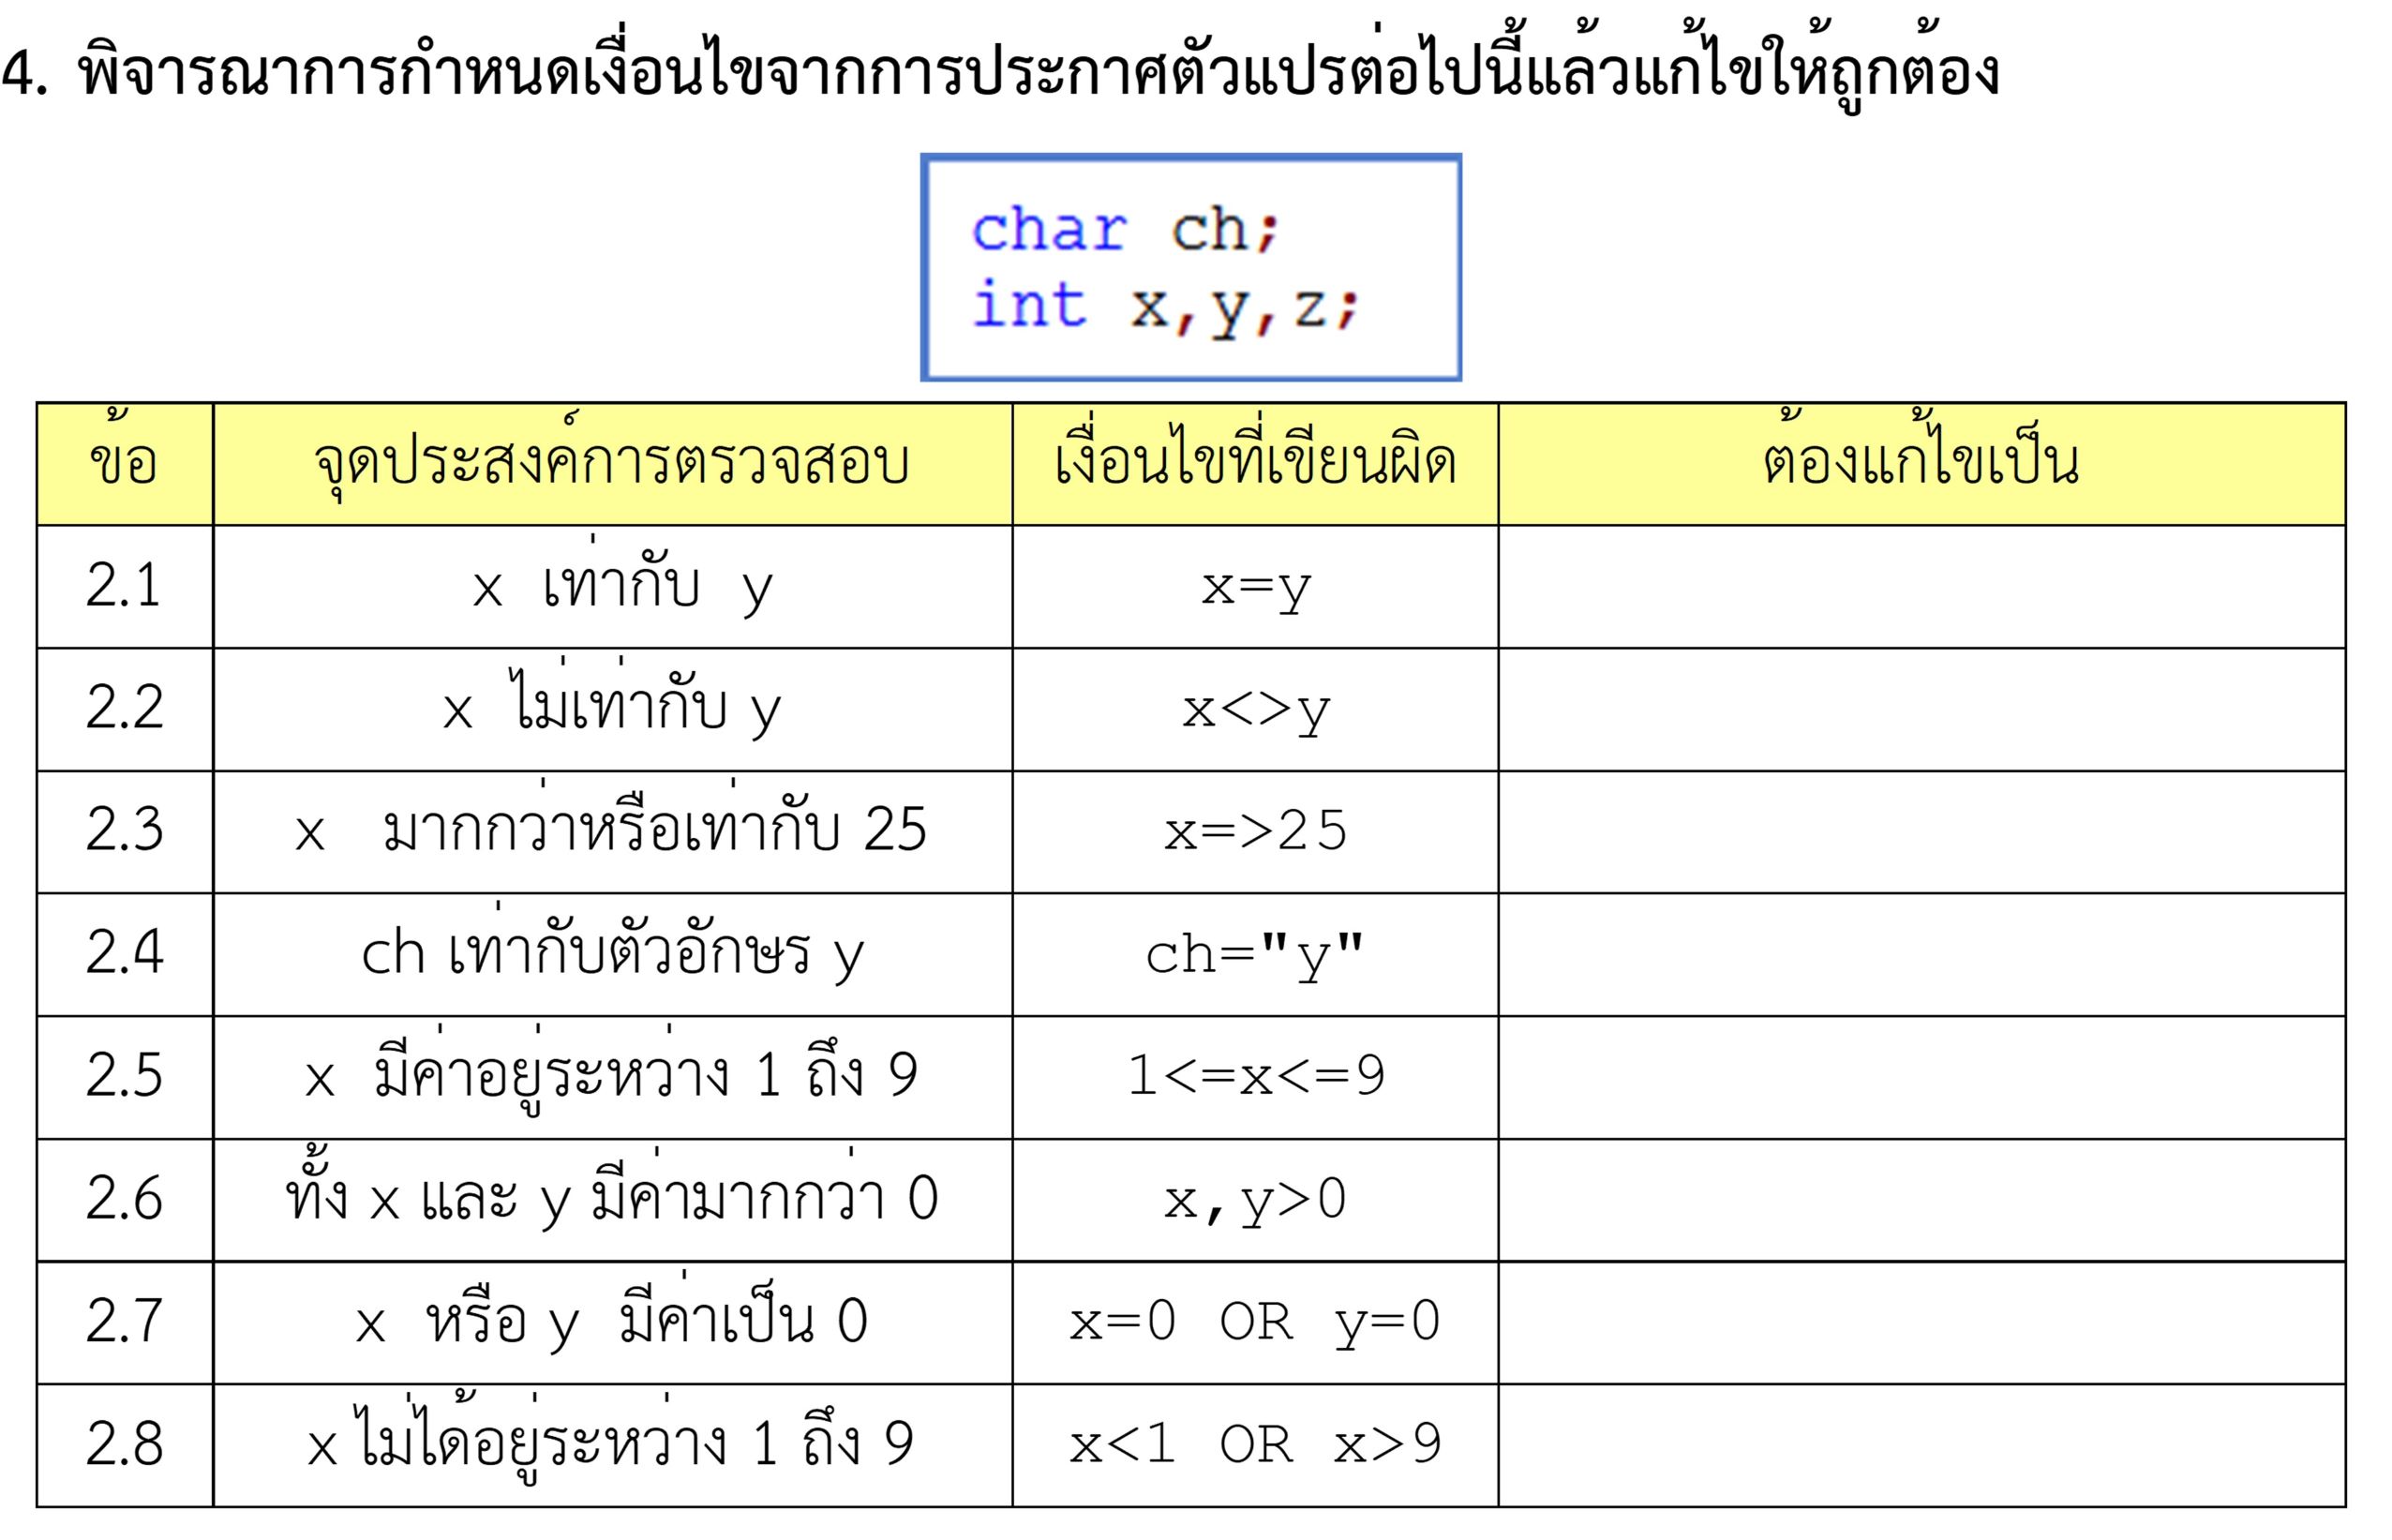 4. พิจารณาการกำหนดเงื่อนไขจากการประกาศตัวแปรต่อไปนี้แล้วแก้ไขให้ถูกต้อง
char ch;
int x,y,z;
ข้อ จุดประสงค์การตรวจสอบ เงื่อนไขที่เขียนผิด ต้องแก้ไขเป็น
2.1 x เท่ากับ y x=y
2.2 x ไม่เท่ากับ y x<>y
2.3 x มากกว่าหรือเท่ากับ 25 x=>25
2.4 ch เท่ากับตัวอักษร y ch="y"
2.5 x มีค่าอยู่ระหว่าง 1 ถึง 9 1<=x<=9
2.6 ทั้ง x และ y มีค่ามากกว่า 0 x,y>0
2.7 x หรือ y มีค่าเป็น 0 x=0 OR y=0
2.8 x ไม่ได้อยู่ระหว่าง 1 ถึง 9 x<1 OR x>9